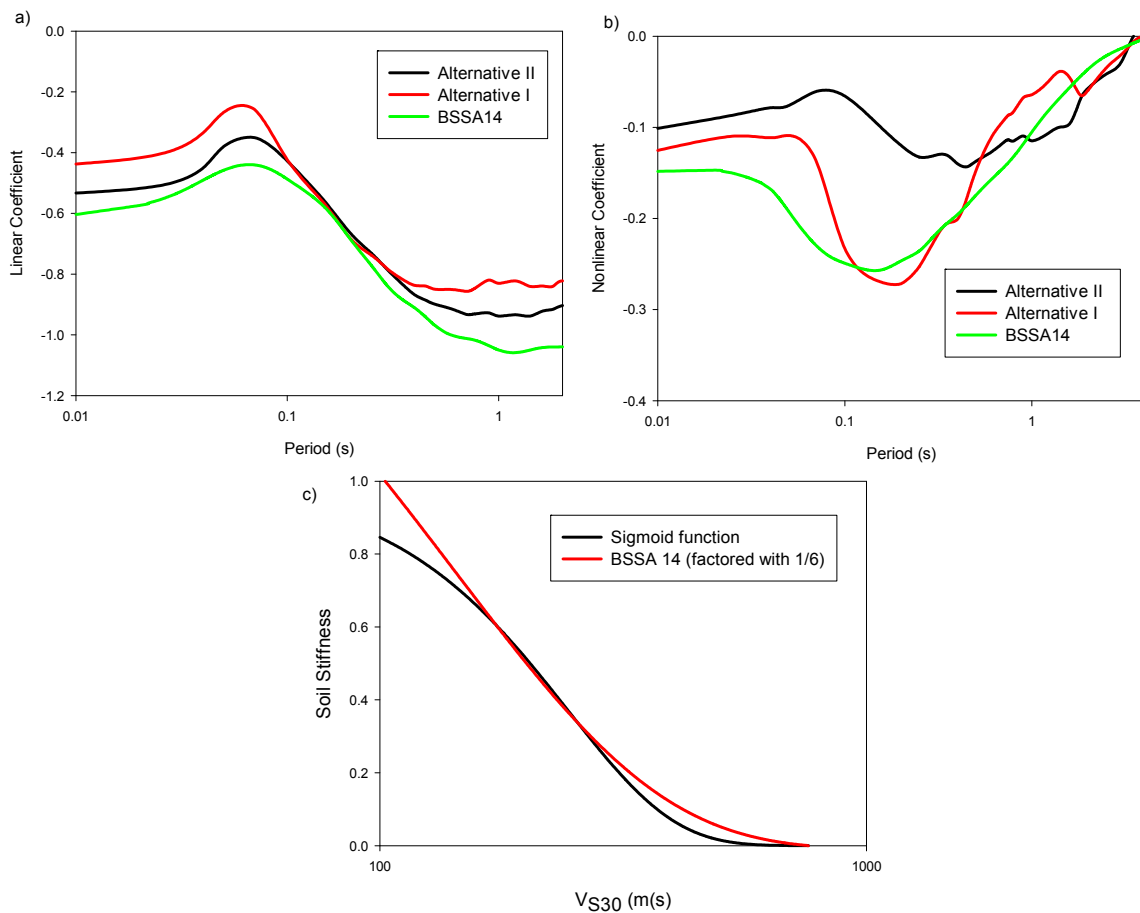 a)
0.0
-0.2
-0.4
-0.6
-0.8
-1.0
-1.2
Linear Coefficient
Alternative II
Alternative I
BSSA14
0.01
0.1
1
Period (s)
b)
0.0
-0.1
-0.2
-0.3
-0.4
Nonlinear Coefficient
Alternative II
Alternative I
BSSA14
0.01
0.1
1
Period (s)
c)
1.0
0.8
0.6
0.4
0.2
0.0
Soil Stiffness
Sigmoid function
BSSA 14 (factored with 1/6)
100
1000
VS30 (m(s)